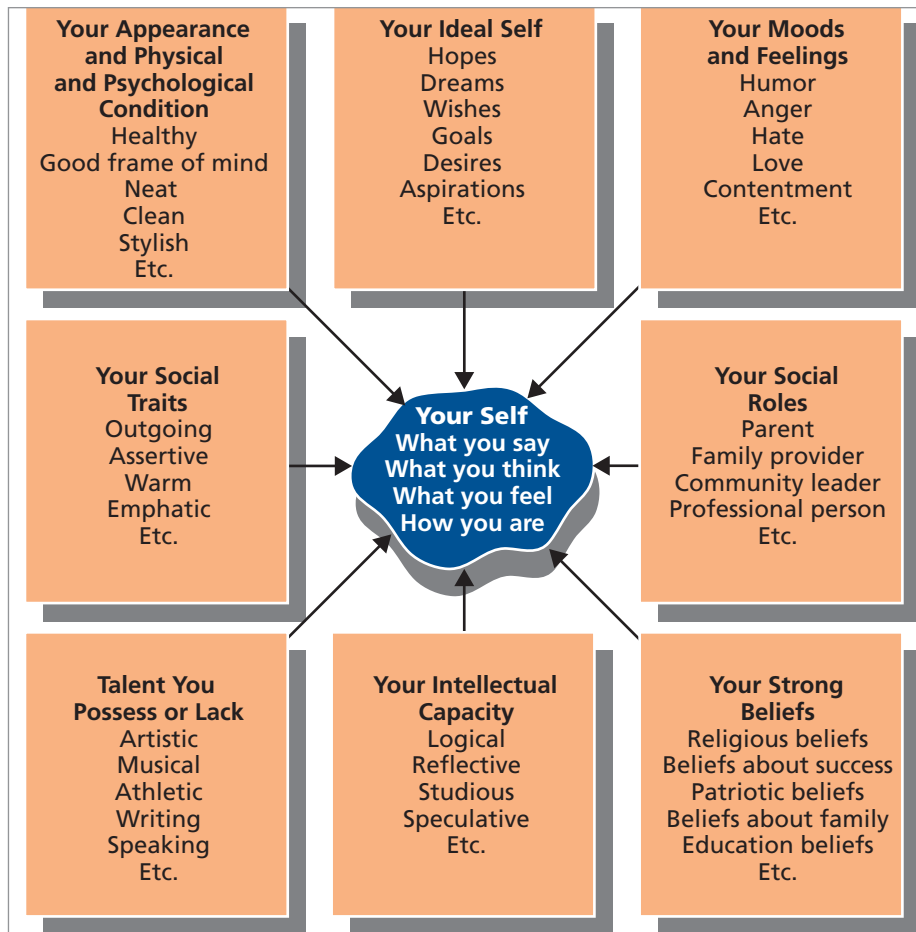 Your Appearance
and Physical
and Psychological
Condition
Healthy
Good frame of mind
Neat
Clean
Stylish
Etc.
Your Ideal Self
Hopes
Dreams
Wishes
Goals
Desires
Aspirations
Etc.
Your Moods
and Feelings
Humor
Anger
Hate
Love
Contentment
Etc.
Your Social
Traits
Outgoing
Assertive
Warm
Emphatic
Etc.
Your Self
What you say
What you think
What you feel
How you are
Your Social
Roles
Parent
Family provider
Community leader
Professional person
Etc.
Talent You
Possess or Lack
Artistic
Musical
Athletic
Writing
Speaking
Etc.
Your Intellectual
Capacity
Logical
Reflective
Studious
Speculative
Etc.
Your Strong
Beliefs
Religious beliefs
Beliefs about success
Patriotic beliefs
Beliefs about family
Education beliefs
Etc.